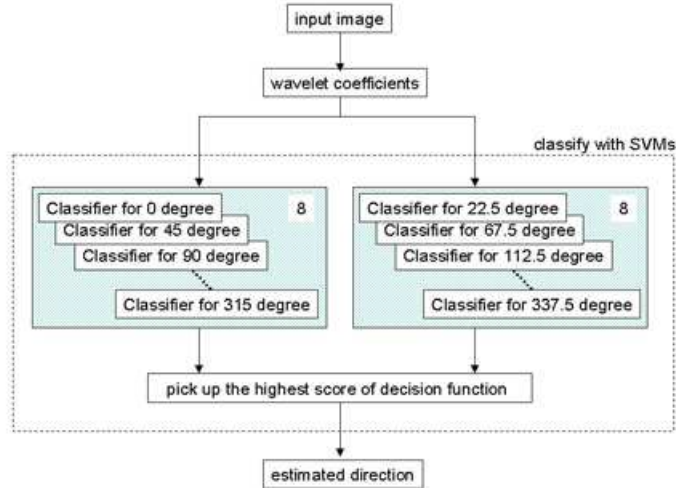 input image
wavelet coefficients
classify with SVMs
Classifier for 0 degree
8
Classifier for 45 degree
Classifier for 90 degree
Classifier for 315 degree
Classifier for 22.5 degree
8
Classifier for 67.5 degree
Classifier for 112.5 degree
Classifier for 337.5 degree
pick up the highest score of decision function
estimated direction